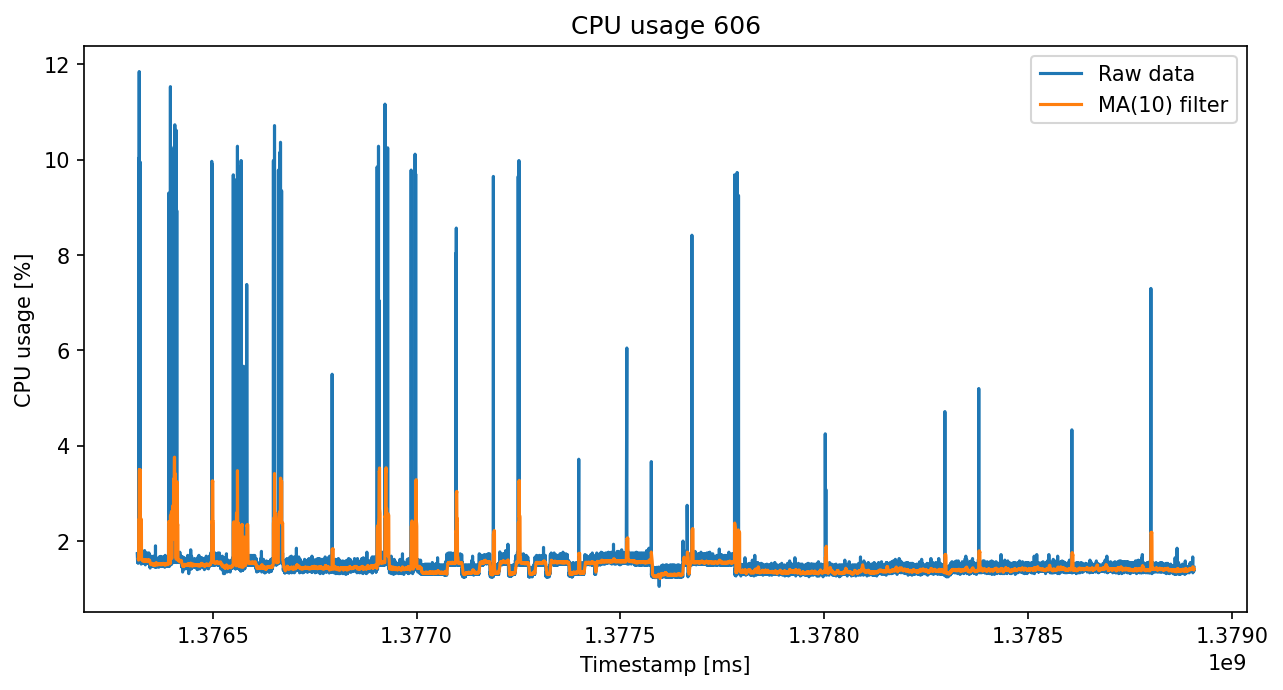 CPU usage 606
Raw data
MA(10) filter
CPU usage [%]
12
10
8
6
4
2
1.3765 1.3770 1.3775 1.3780 1.3785 1.3790
1e9
Timestamp [ms]